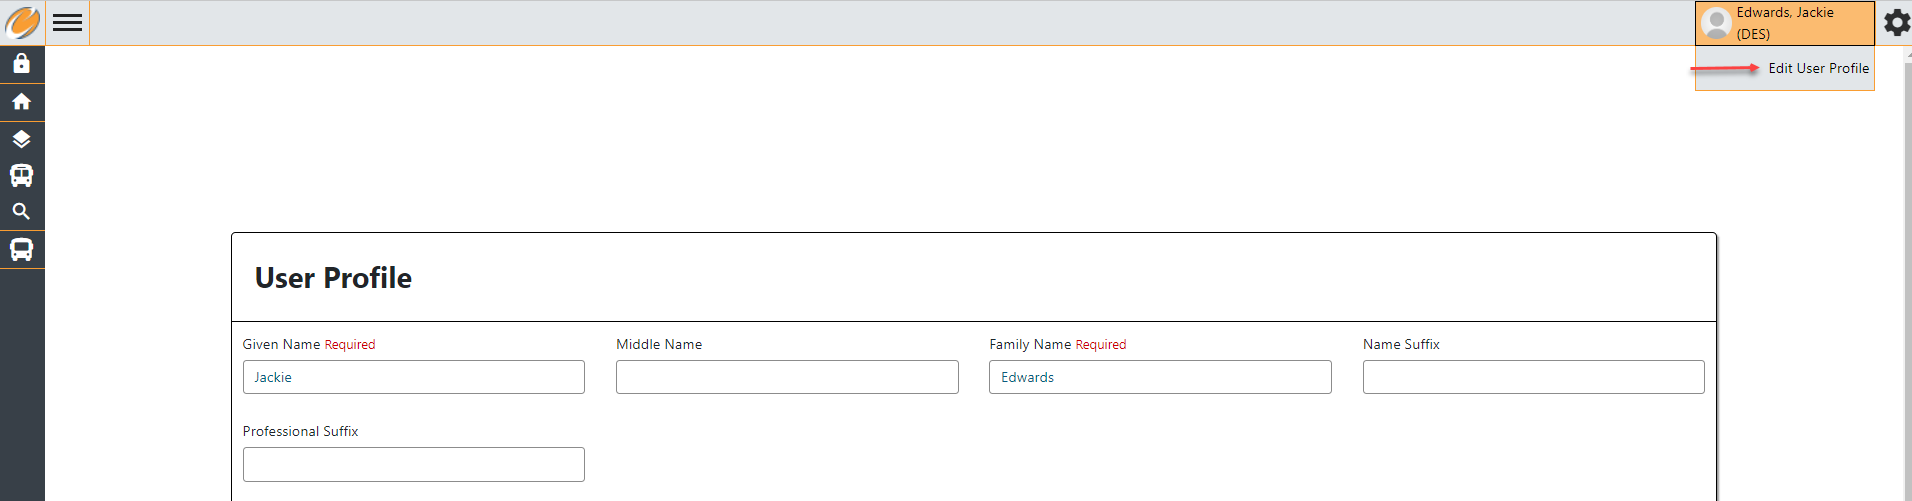 Edwards, Jackie
(DES)
Edit User Profile
User Profile
Given Name Required
Middle Name
Family Name Required
Name Suffix
Jackie
Edwards
Professional Suffix